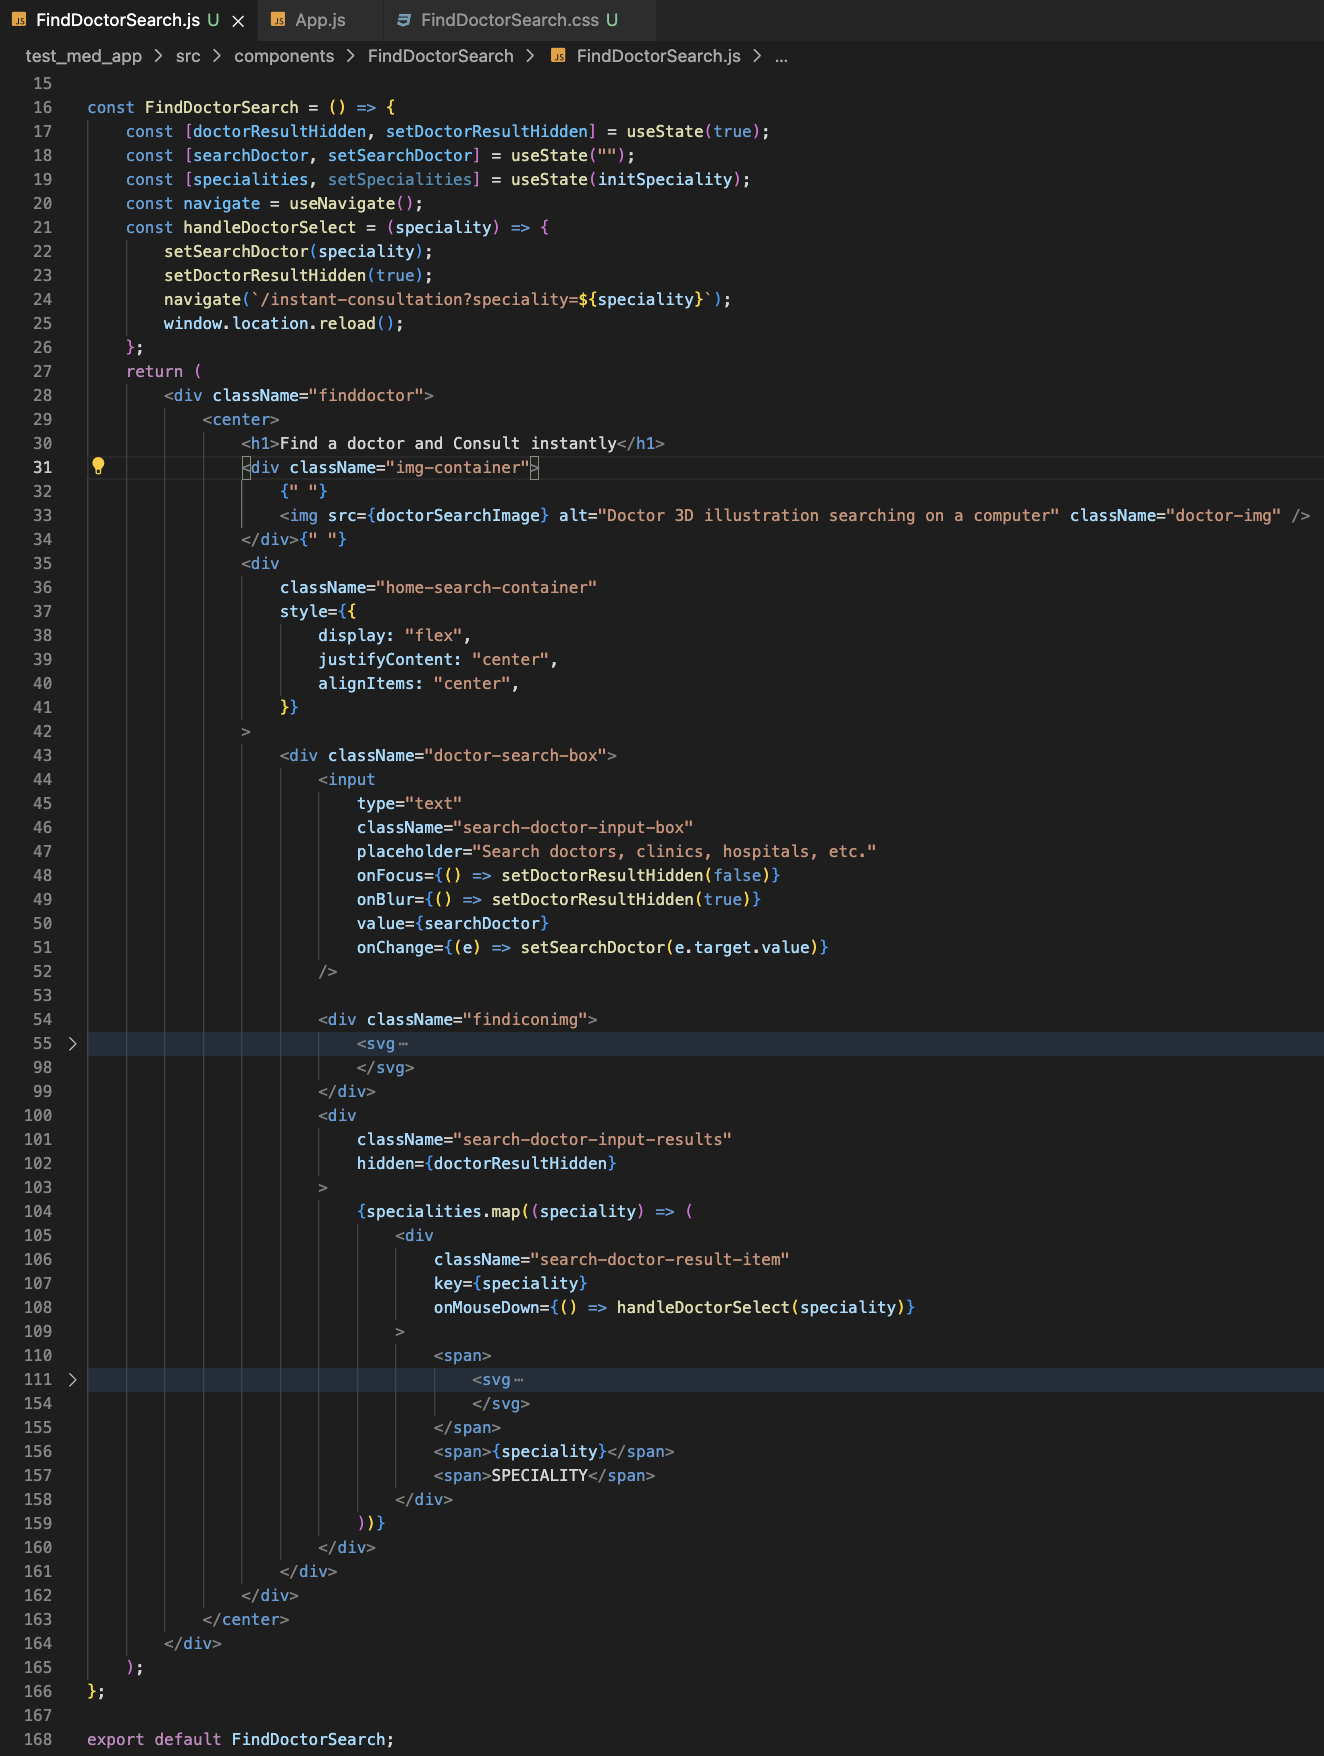 FindDoctorSearch.js U × App.js FindDoctorSearch.css U
test_med_app > src > components > FindDoctorSearch > FindDoctorSearch.js > ...
15
16 const FindDoctorSearch = () => {
17     const [doctorResultHidden, setDoctorResultHidden] = useState(true);
18     const [searchDoctor, setSearchDoctor] = useState("");
19     const [specialities, setSpecialities] = useState(initSpeciality);
20     const navigate = useNavigate();
21     const handleDoctorSelect = (speciality) => {
22         setSearchDoctor(speciality);
23         setDoctorResultHidden(true);
24         navigate(`/instant-consultation?speciality=${speciality}`);
25         window.location.reload();
26     };
27     return (
28         <div className="finddoctor">
29             <center>
30                 <h1>Find a doctor and Consult instantly</h1>
31                 <div className="img-container">
32                     {" "}
33                     <img src={doctorSearchImage} alt="Doctor 3D illustration searching on a computer" className="doctor-img" />
34                 </div>{" "}
35                 <div
36                     className="home-search-container"
37                     style={{
38                         display: "flex",
39                         justifyContent: "center",
40                         alignItems: "center",
41                     }}
42                 >
43                     <div className="doctor-search-box">
44                         <input
45                             type="text"
46                             className="search-doctor-input-box"
47                             placeholder="Search doctors, clinics, hospitals, etc."
48                             onFocus={() => setDoctorResultHidden(false)}
49                             onBlur={() => setDoctorResultHidden(true)}
50                             value={searchDoctor}
51                             onChange={(e) => setSearchDoctor(e.target.value)}
52                         />
53
54                         <div className="findiconimg">
55 >                           <svg⋯
98                             </svg>
99                         </div>
100                         <div
101                             className="search-doctor-input-results"
102                             hidden={doctorResultHidden}
103                         >
104                             {specialities.map((speciality) => (
105                                 <div
106                                     className="search-doctor-result-item"
107                                     key={speciality}
108                                     onMouseDown={() => handleDoctorSelect(speciality)}
109                                 >
110                                     <span>
111 >                                       <svg⋯
154                                         </svg>
155                                     </span>
156                                     <span>{speciality}</span>
157                                     <span>SPECIALITY</span>
158                                 </div>
159                             ))}
160                         </div>
161                     </div>
162                 </div>
163             </center>
164         </div>
165     );
166 };
167
168 export default FindDoctorSearch;